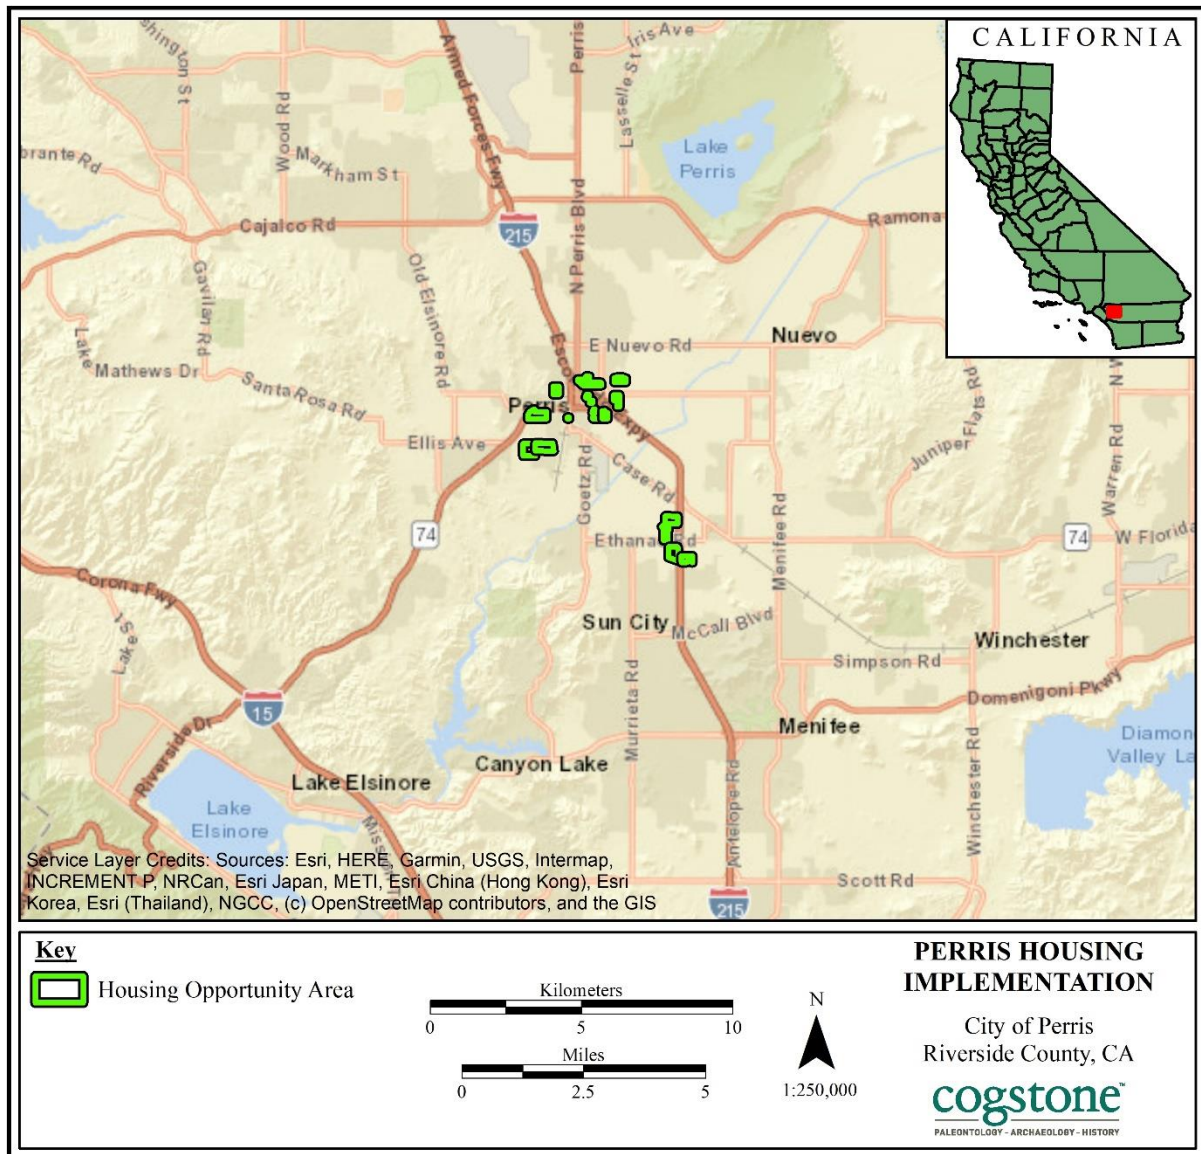 CALIFORNIA
Armed Forces Fwy
Perris
Iris Ave
Lasselle St
Wood Rd
Markham St
Lake
Perris
Cajalco Rd
215
N Perris Blvd
Ramona
Old Elsinore Rd
Gavilan Rd
Nuevo
E Nuevo Rd
Lake
Mathews Dr
Santa Rosa Rd
Perris
Expy
Juniper Flats Rd
Warren Rd
Ellis Ave
Goetz Rd
Case Rd
Menifee Rd
74
74
W Florida
Corona Fwy
Sun City
McCall Blvd
Winchester
Lake St
Simpson Rd
Domenigoni Pkwy
Murrieta Rd
15
Riverside Dr
Menifee
Canyon Lake
Lake Elsinore
Antelope Rd
Winchester Rd
Lake
Elsinore
Scott Rd
215
Service Layer Credits: Sources: Esri, HERE, Garmin, USGS, Intermap,
INCREMENT P, NRCan, Esri Japan, METI, Esri China (Hong Kong), Esri
Korea, Esri (Thailand), NGCC, (c) OpenStreetMap contributors, and the GIS
Key
Housing Opportunity Area
Kilometers
0 5 10
Miles
0 2.5 5
N
1:250,000
PERRIS HOUSING
IMPLEMENTATION
City of Perris
Riverside County, CA
cogstone™
PALEONTOLOGY - ARCHAEOLOGY - HISTORY